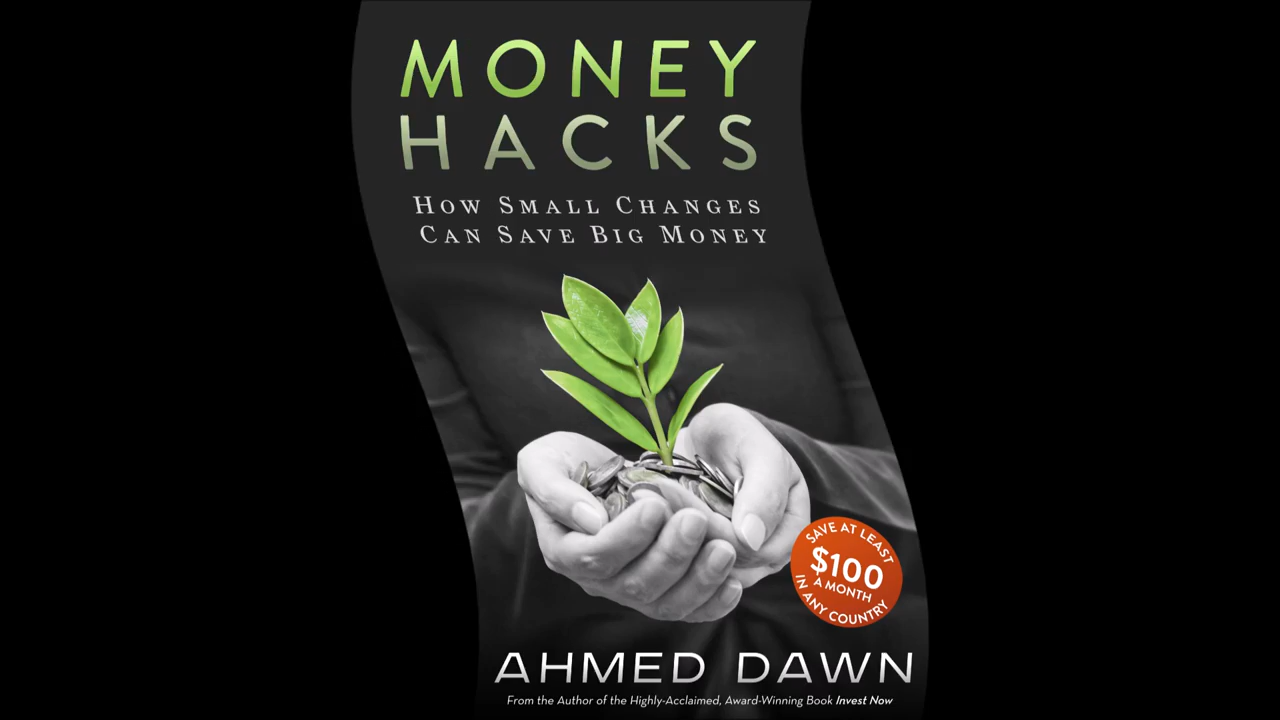 MONEY
HACKS
HOW SMALL CHANGES
CAN SAVE BIG MONEY
SAVE AT LEAST
$100
A MONTH
IN ANY COUNTRY
AHMED DAWN
From the Author of the Highly-Acclaimed, Award-Winning Book Invest Now